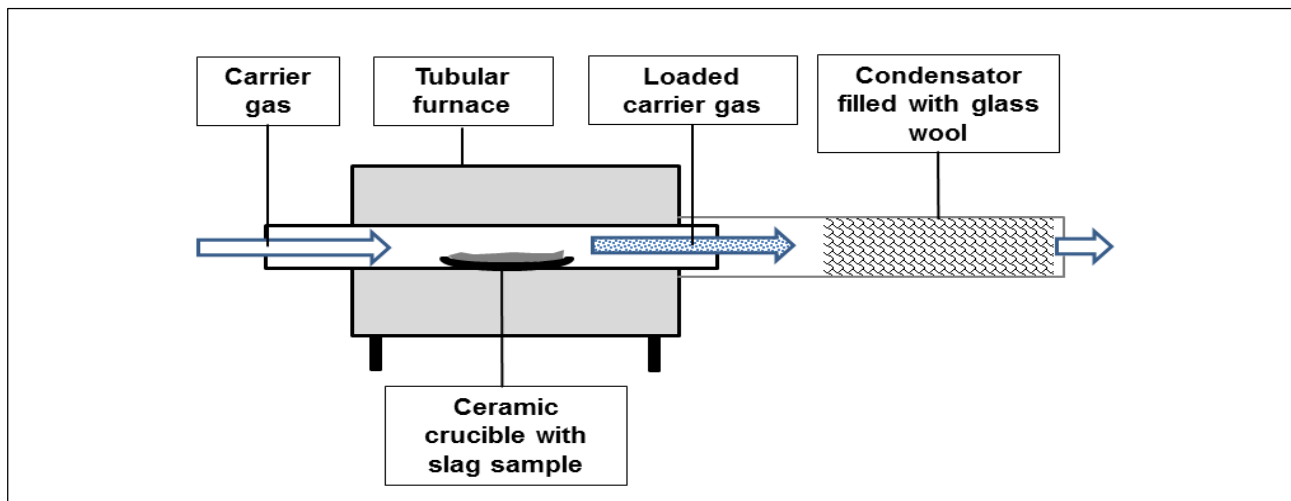 Carrier
gas
Tubular
furnace
Loaded
carrier gas
Condensator
filled with glass
wool
Ceramic
crucible with
slag sample